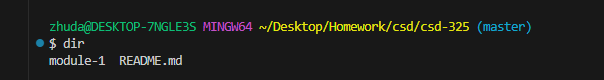 zhuda@DESKTOP-7NGLE3S MINGW64 ~/Desktop/Homework/csd/csd-325 (master)
$ dir
module-1  README.md